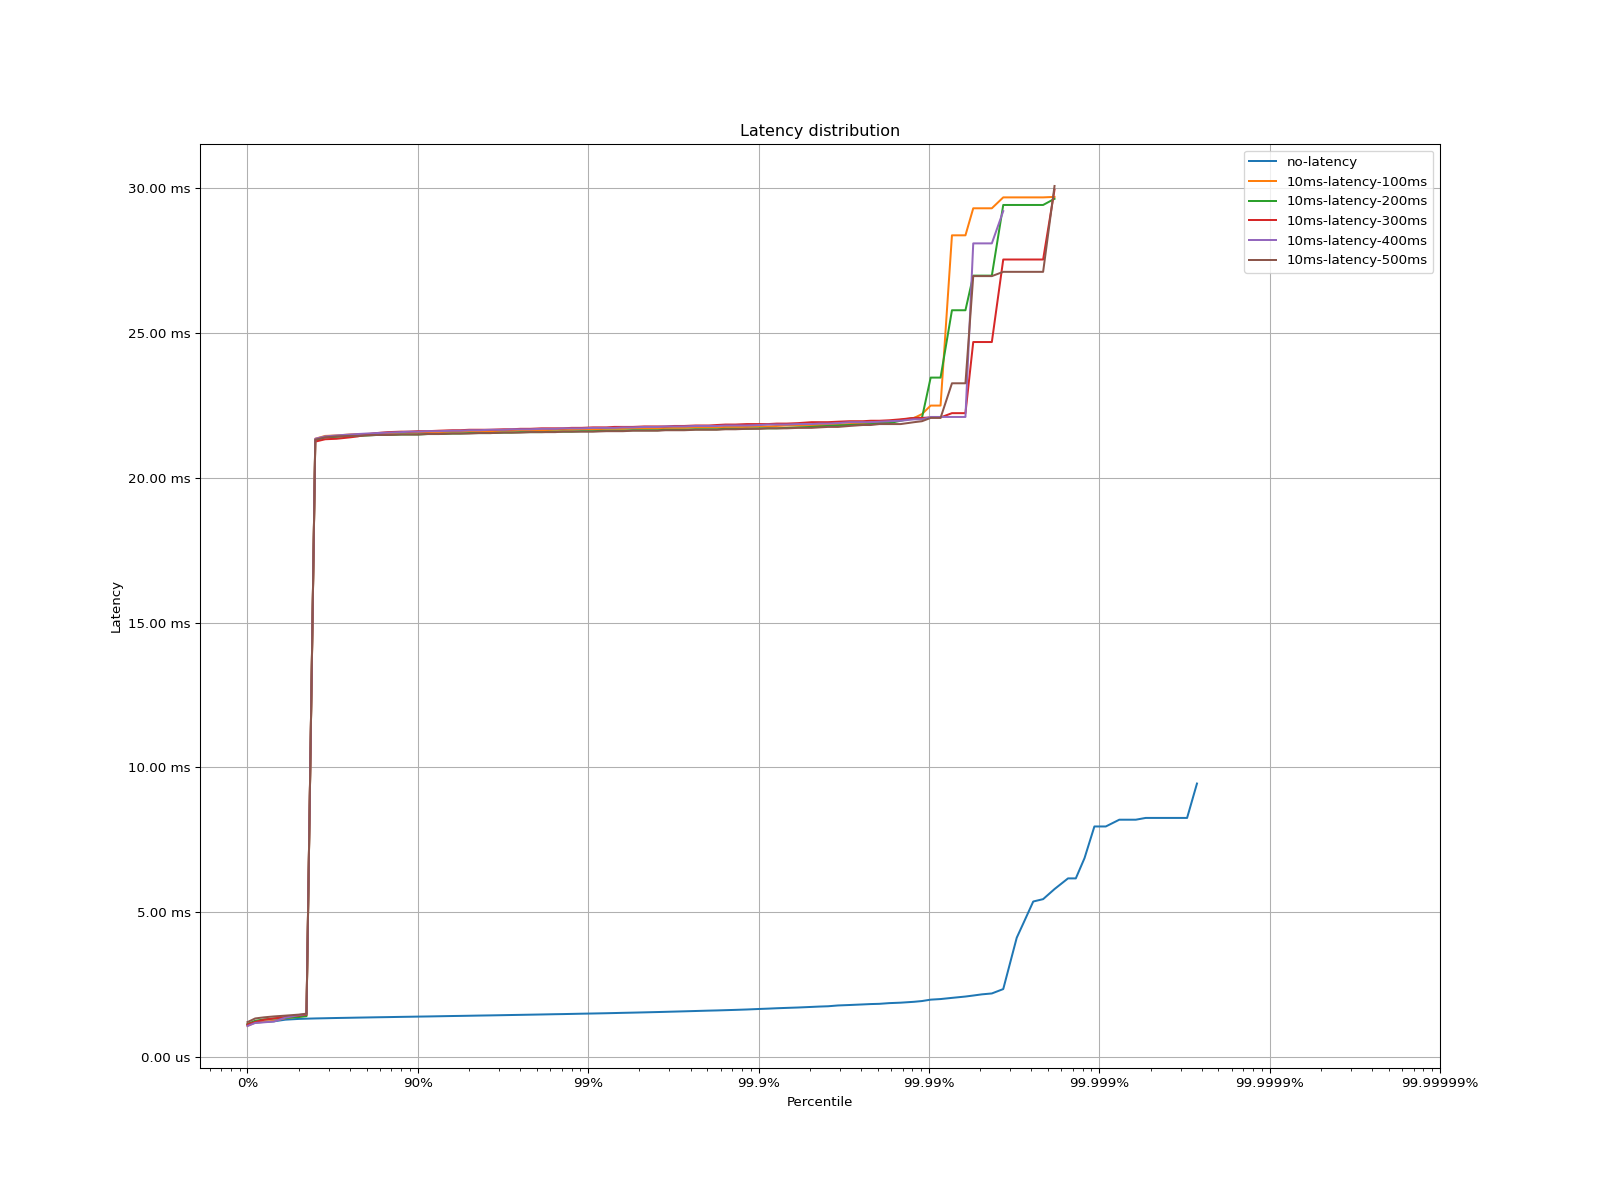 Latency distribution
30.00 ms
25.00 ms
20.00 ms
15.00 ms
10.00 ms
5.00 ms
0.00 us
Latency
no-latency
10ms-latency-100ms
10ms-latency-200ms
10ms-latency-300ms
10ms-latency-400ms
10ms-latency-500ms
0% 90% 99% 99.9% 99.99% 99.999% 99.9999% 99.99999%
Percentile